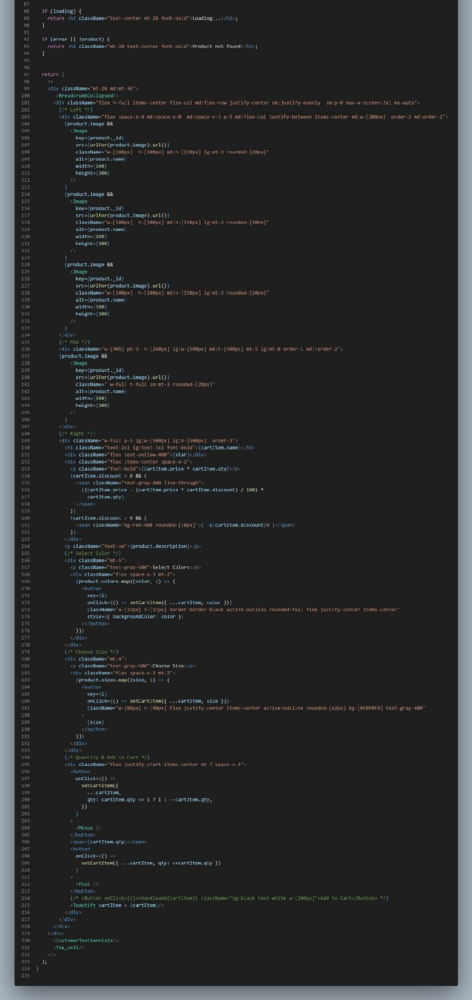 87
88 if (loading) {
89 return <h1 className="text-center mt-28 font-bold">Loading...</h1>;
90 }
91
92 if (error || !product) {
93 return <h1 className="mt-28 text-center font-bold">Product not found</h1>;
94 }
95
96
97 return (
98 <>
99 <div className="mt-28 md:mt-36">
100 <BreadcrumbCollapsed/>
101 <div className="flex h-full items-center flex-col md:flex-row justify-center sm:justify-evenly  sm:p-0 max-w-screen-2xl mx-auto">
102 {/* Left */}
103 <div className="flex space-x-4 md:space-x-0  md:space-y-3 p-5 md:flex-col justify-between items-center md:w-[200px]  order-2 md:order-1">
104 {product.image &&
105 <Image
106 key={product._id}
107 src={urlFor(product.image).url()}
108 className="w-[100px]  h-[100px] md:h-[150px] lg:mt-3 rounded-[20px]"
109 alt={product.name}
110 width={100}
111 height={100}
112 />
113 }
114 {product.image &&
115 <Image
116 key={product._id}
117 src={urlFor(product.image).url()}
118 className="w-[100px]  h-[100px] md:h-[150px] lg:mt-3 rounded-[20px]"
119 alt={product.name}
120 width={100}
121 height={100}
122 />
123 }
124 {product.image &&
125 <Image
126 key={product._id}
127 src={urlFor(product.image).url()}
128 className="w-[100px]  h-[100px] md:h-[150px] lg:mt-3 rounded-[20px]"
129 alt={product.name}
130 width={100}
131 height={100}
132 />
133 }
134 </div>
135 {/* Mid */}
136 <div className="w-[90%] pb-3  h-[260px] lg:w-[500px] md:h-[500px] mt-5 lg:mt-0 order-1 md::order-2">
137 {product.image &&
138 <Image
139 key={product._id}
140 src={urlFor(product.image).url()}
141 className=" w-full h-full sm:mt-3 rounded-[20px]"
142 alt={product.name}
143 width={100}
144 height={100}
145 />
146 }
147 </div>
148 {/* Right */}
149 <div className="w-full p-5 lg:w-[500px] lg:h-[500px]  order-3">
150 <h1 className="text-2xl lg:text-3xl font-bold">{cartItem.name}</h1>
151 <div className="flex text-yellow-400">{star}</div>
152 <div className="flex items-center space-x-2">
153 <p className="font-bold">{cartItem.price * cartItem.qty}</p>
154 {cartItem.discount > 0 && (
155 <span className="text-gray-400 line-through">
156 {(cartItem.price - (cartItem.price * cartItem.discount) / 100) *
157 cartItem.qty}
158 </span>
159 )}
160 {cartItem.discount > 0 && (
161 <span className="bg-red-400 rounded-[10px]">{`-${cartItem.discount}%`}</span>
162 )}
163 </div>
164 <p className="text-sm">{product.description}</p>
165 {/* Select Color */}
166 <div className="mt-5">
167 <p className="text-gray-500">Select Colors</p>
168 <div className="flex space-x-3 mt-2">
169 {product.colors.map((color, i) => (
170 <button
171 key={i}
172 onClick={() => setCartItem({ ...cartItem, color })}
173 className="w-[37px] h-[37px] border border-black active:outline rounded-full flex justify-center items-center"
174 style={{ backgroundColor: color }}
175 ></button>
176 ))}
177 </div>
178 </div>
179 {/* Choose Size */}
180 <div className="mt-4">
181 <p className="text-gray-500">Choose Size</p>
182 <div className="flex space-x-3 mt-2">
183 {product.sizes.map((size, i) => (
184 <button
185 key={i}
186 onClick={() => setCartItem({ ...cartItem, size })}
187 className="w-[80px] h-[40px] flex justify-center items-center active:outline rounded-[62px] bg-[#F0F0F0] text-gray-400"
188 >
189 {size}
190 </button>
191 ))}
192 </div>
193 </div>
194 {/* Quantity & Add to Cart */}
195 <div className="flex justify-start items-center mt-7 space-x-4">
196 <button
197 onClick={() =>
198 setCartItem({
199 ...cartItem,
200 qty: cartItem.qty <= 1 ? 1 : --cartItem.qty,
201 })
202 }
203 >
204 <Minus />
205 </button>
206 <span>{cartItem.qty}</span>
207 <button
208 onClick={() =>
209 setCartItem({ ...cartItem, qty: ++cartItem.qty })
210 }
211 >
212 <Plus />
213 </button>
214 {/* <Button onClick={()=>handleadd(cartItem)} className="bg-black text-white w-[300px]">Add to Cart</Button> */}
215 <Toastify cartItem = {cartItem}/>
216 </div>
217 </div>
218 </div>
219 </div>
220 <CustomerTestimonials/>
221 <Top_sell/>
222 </>
223 );
224 }
225